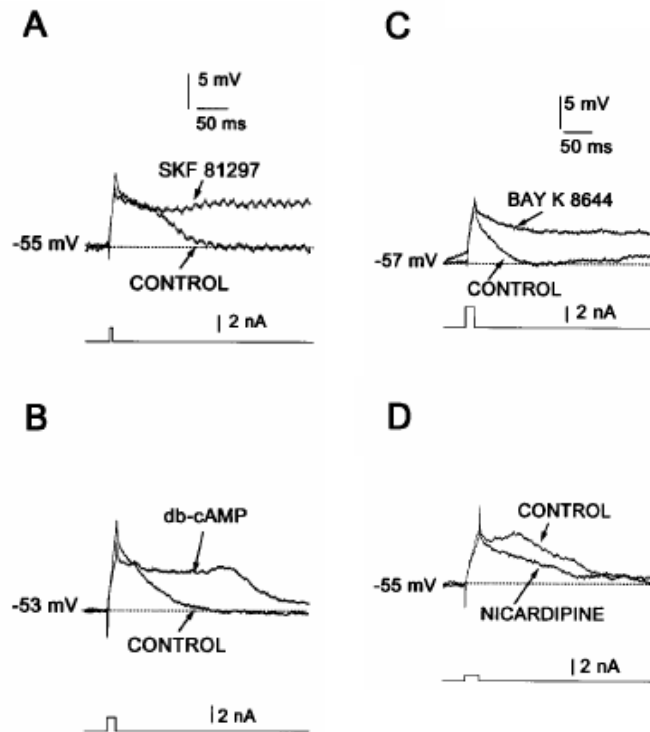 A
5 mV
50 ms
SKF 81297
-55 mV
CONTROL
2 nA
B
db-cAMP
-53 mV
CONTROL
2 nA
C
5 mV
50 ms
BAY K 8644
-57 mV
CONTROL
2 nA
D
CONTROL
-55 mV
NICARDIPINE
2 nA